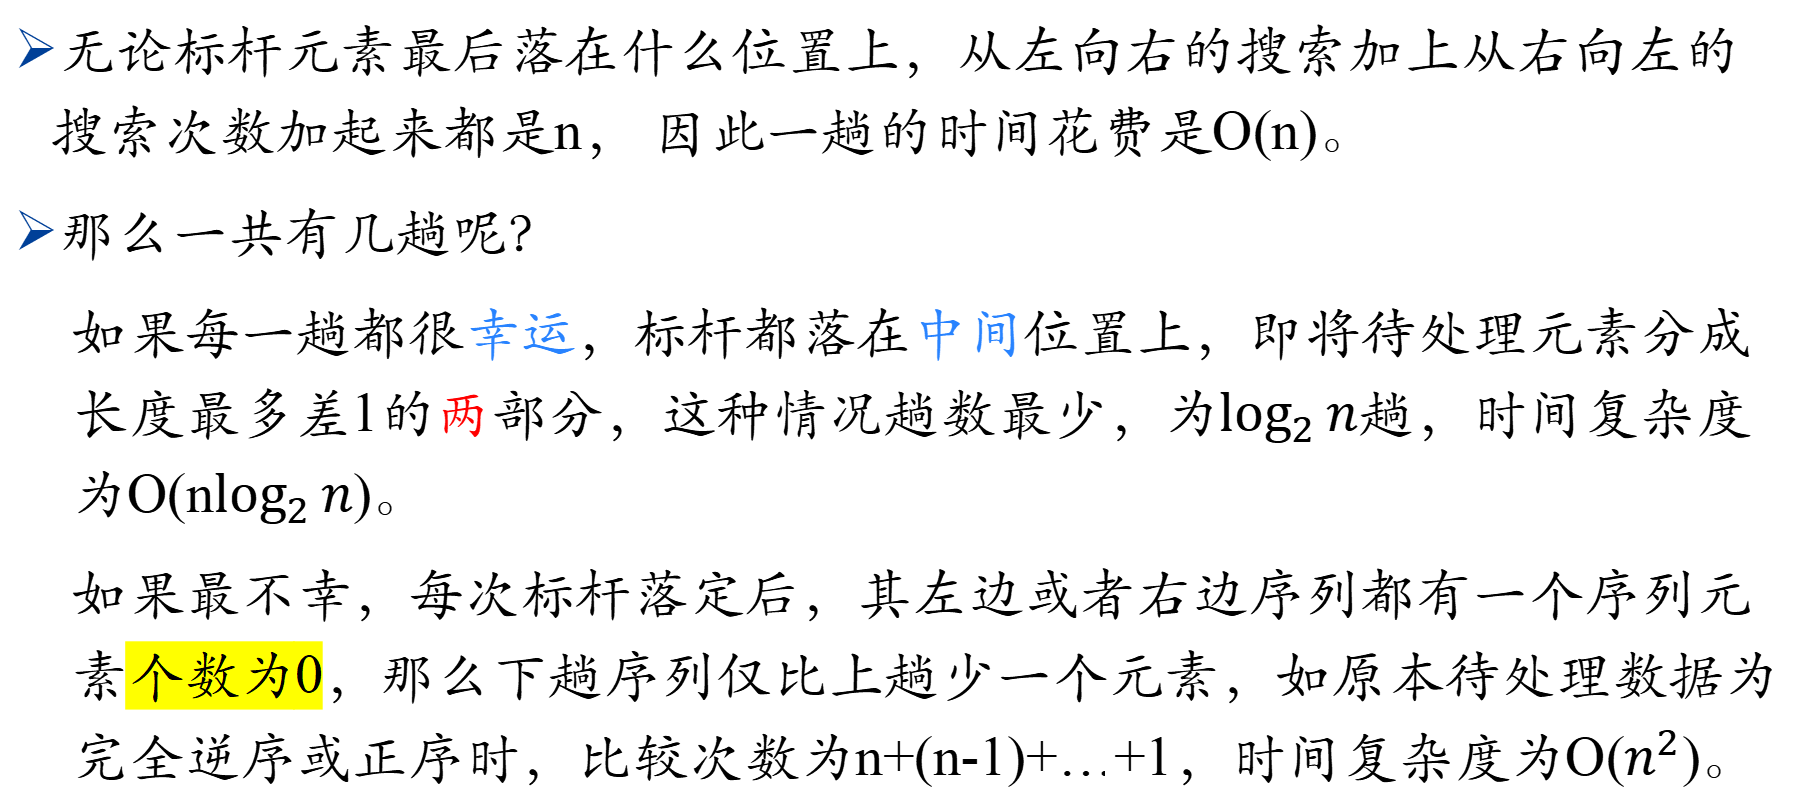 ➢无论标杆元素最后落在什么位置上，从左向右的搜索加上从右向左的
搜索次数加起来都是n， 因此一趟的时间花费是O(n)。
➢那么一共有几趟呢？
如果每一趟都很幸运，标杆都落在中间位置上，即将待处理元素分成
长度最多差1的两部分，这种情况趟数最少，为log₂ n趟，时间复杂度
为O(nlog₂ n)。
如果最不幸，每次标杆落定后，其左边或者右边序列都有一个序列元
素个数为0，那么下趟序列仅比上趟少一个元素，如原本待处理数据为
完全逆序或正序时，比较次数为n+(n-1)+…+1，时间复杂度为O(n²)。